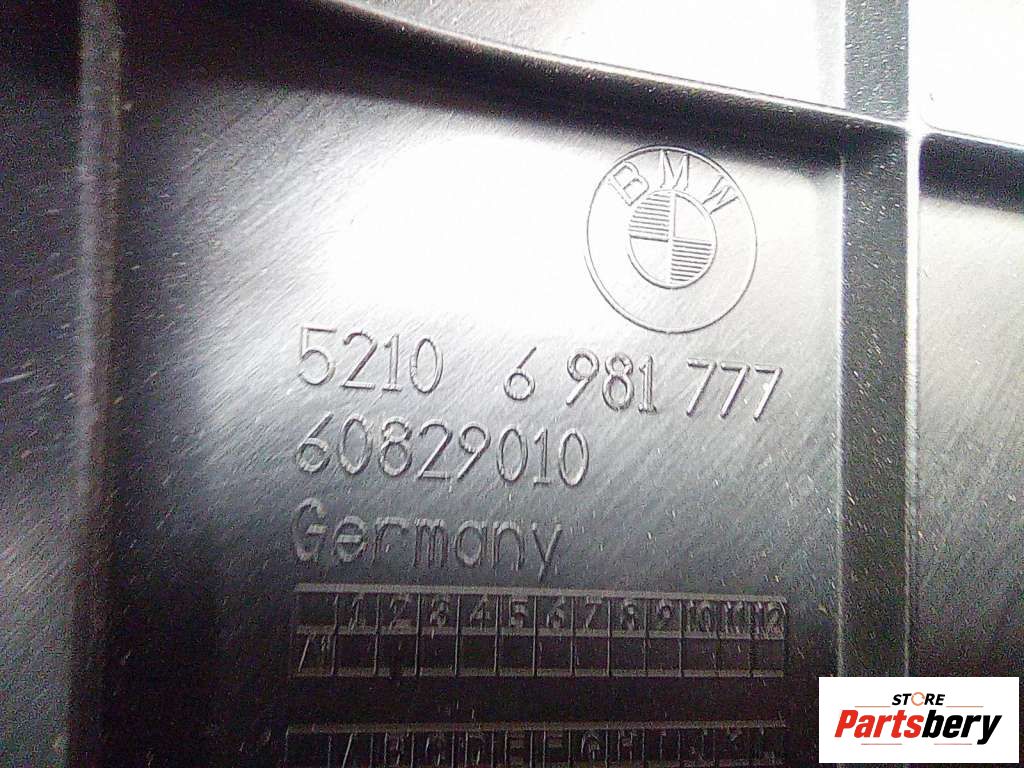 BMW
5210 6 981 777
60829010
Germany
1 2 3 4 5 6 7 8 9 10 11 12
STORE
Partsbery